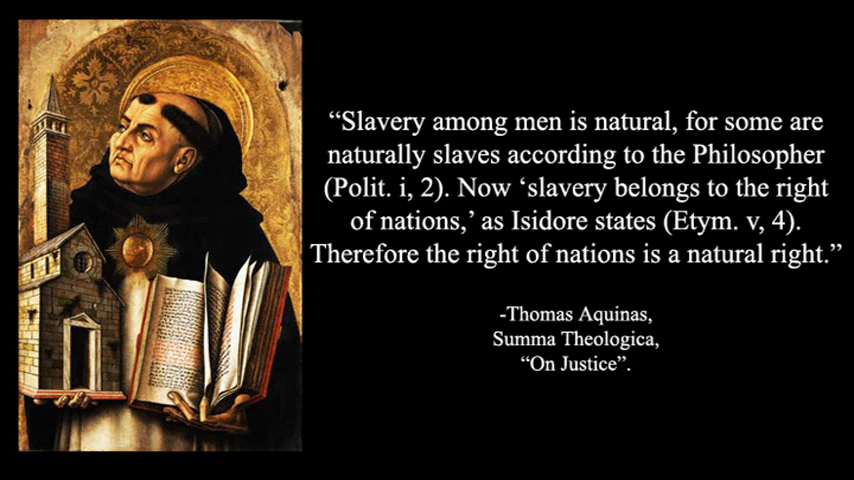 “Slavery among men is natural, for some are
naturally slaves according to the Philosopher
(Polit. i, 2). Now ‘slavery belongs to the right
of nations,’ as Isidore states (Etym. v, 4).
Therefore the right of nations is a natural right.”
-Thomas Aquinas,
Summa Theologica,
“On Justice”.